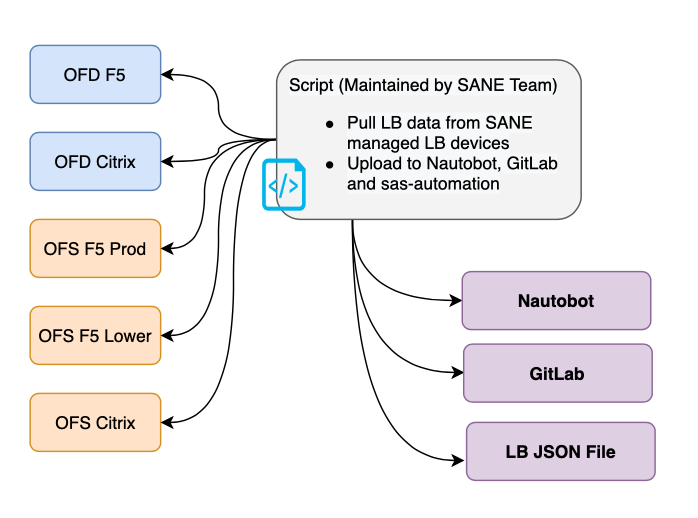 OFD F5
OFD Citrix
OFS F5 Prod
OFS F5 Lower
OFS Citrix
Script (Maintained by SANE Team)
● Pull LB data from SANE
managed LB devices
● Upload to Nautobot, GitLab
and sas-automation
</>
Nautobot
GitLab
LB JSON File